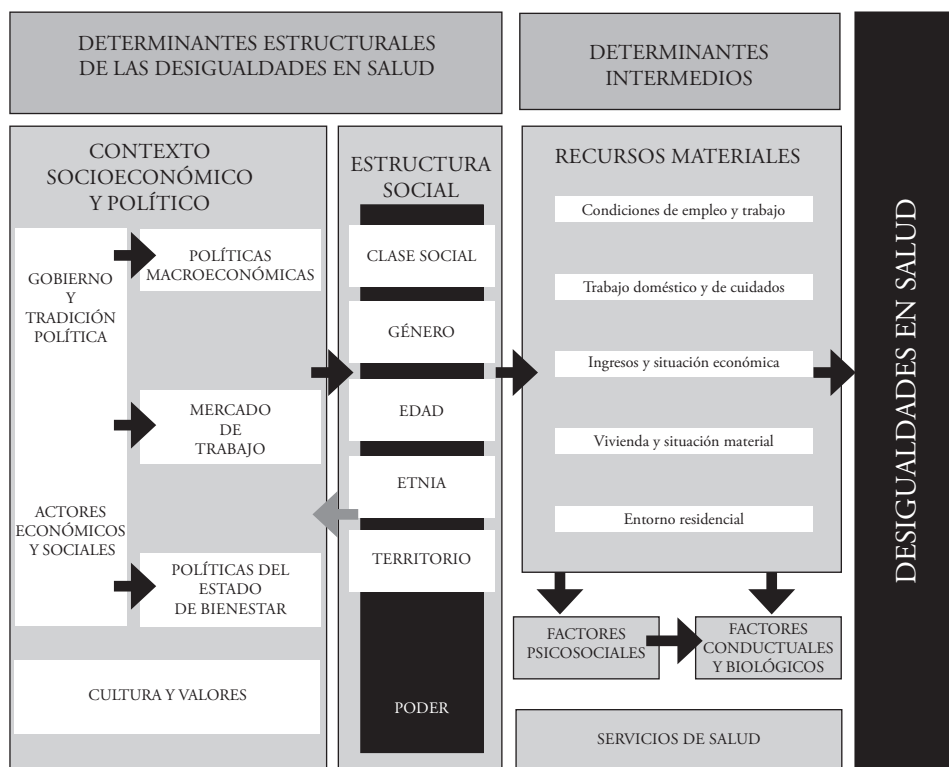 DETERMINANTES ESTRUCTURALES
DE LAS DESIGUALDADES EN SALUD
DETERMINANTES
INTERMEDIOS
CONTEXTO
SOCIOECONÓMICO
Y POLÍTICO
GOBIERNO
Y
TRADICIÓN
POLÍTICA
ACTORES
ECONÓMICOS
Y SOCIALES
POLÍTICAS
MACROECONÓMICAS
MERCADO
DE
TRABAJO
POLÍTICAS DEL
ESTADO
DE BIENESTAR
CULTURA Y VALORES
ESTRUCTURA
SOCIAL
CLASE SOCIAL
GÉNERO
EDAD
ETNIA
TERRITORIO
PODER
RECURSOS MATERIALES
Condiciones de empleo y trabajo
Trabajo doméstico y de cuidados
Ingresos y situación económica
Vivienda y situación material
Entorno residencial
FACTORES
PSICOSOCIALES
FACTORES
CONDUCTUALES
Y BIOLÓGICOS
SERVICIOS DE SALUD
DESIGUALDADES EN SALUD